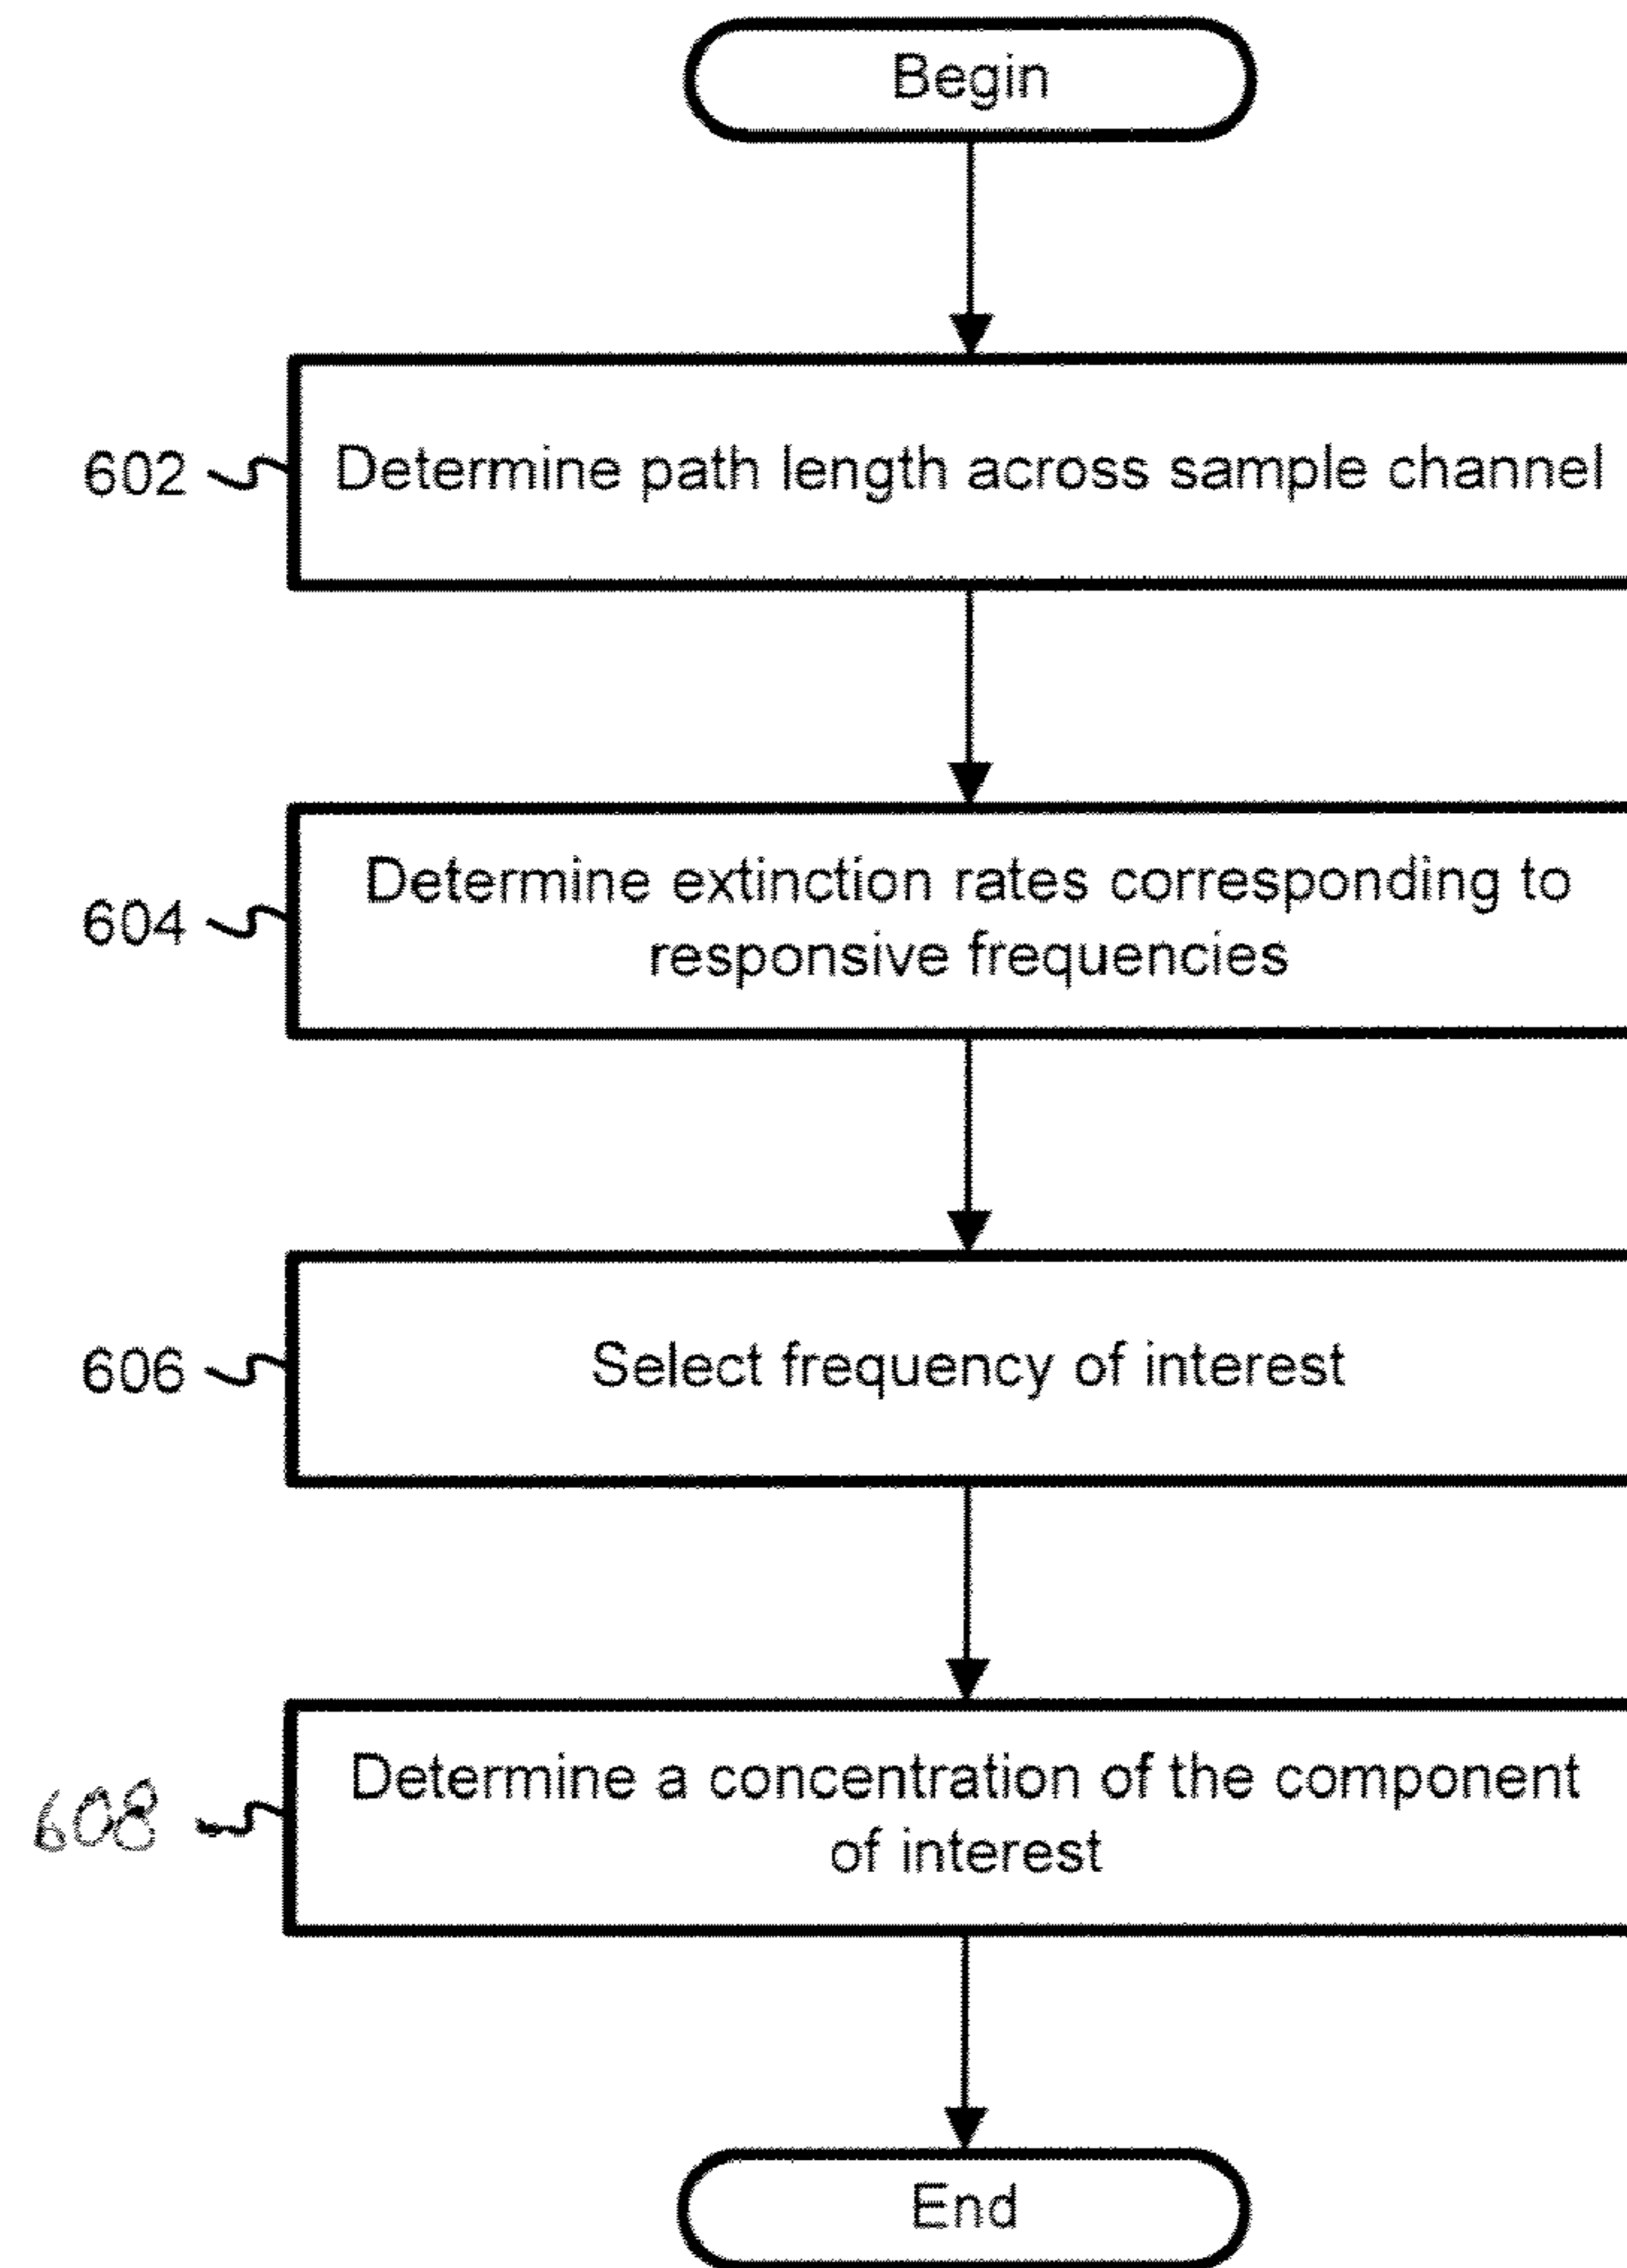 Begin
602 Determine path length across sample channel
604 Determine extinction rates corresponding to
responsive frequencies
606 Select frequency of interest
608 Determine a concentration of the component
of interest
End